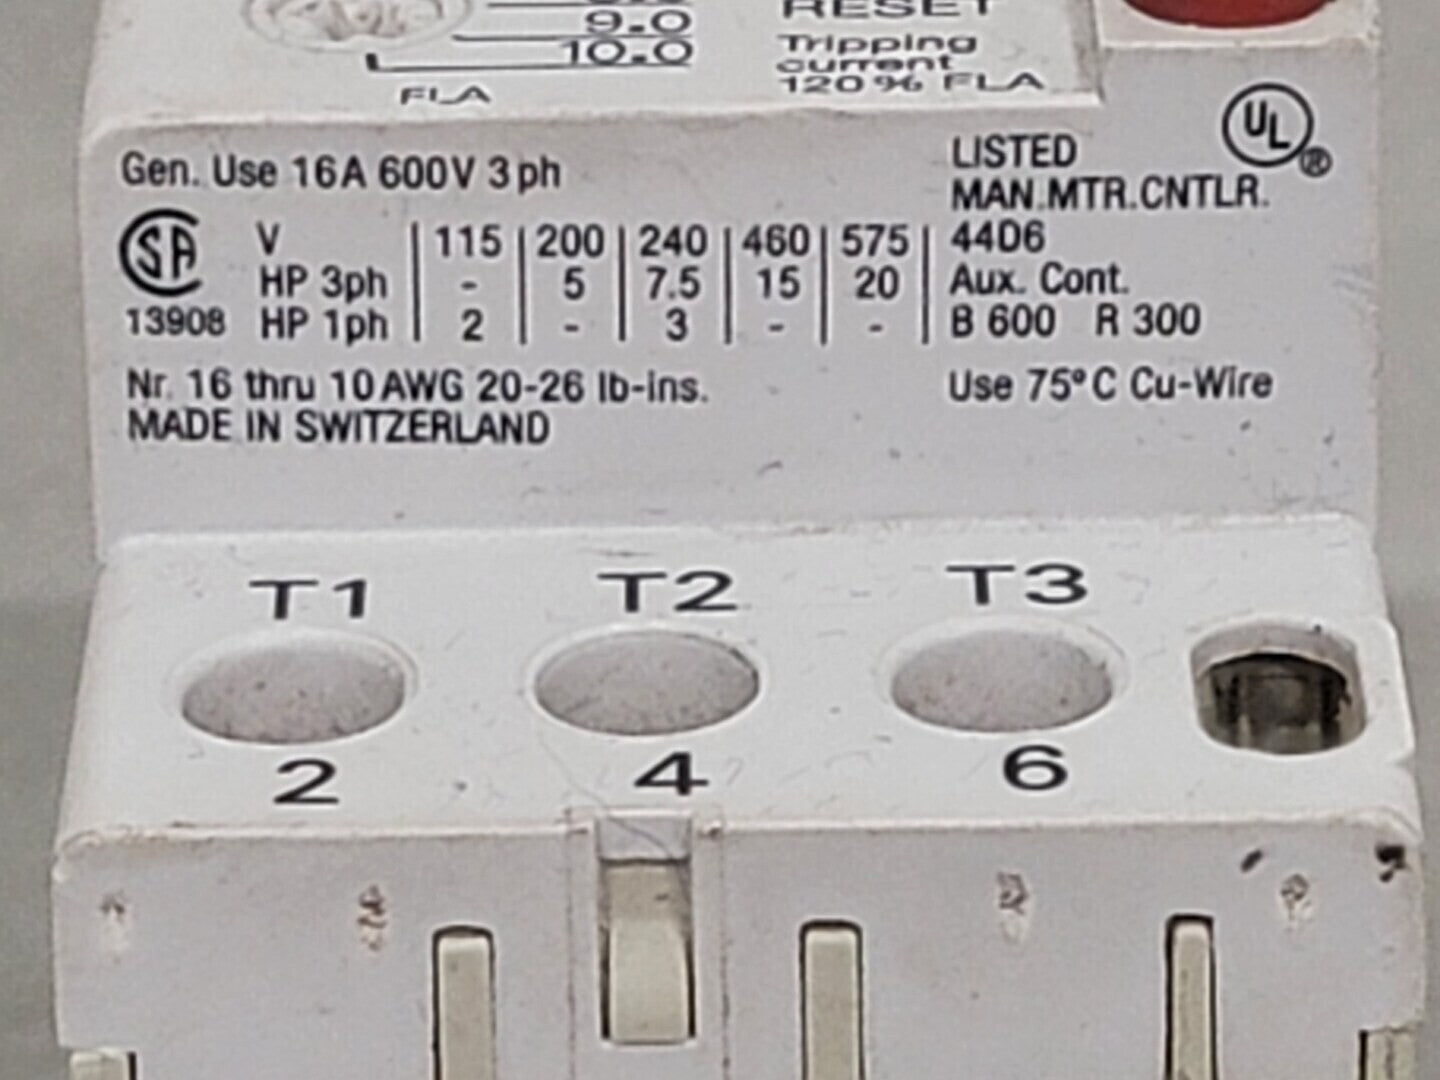 9.0
10.0
FLA
RESET
Tripping
current
120% FLA
Gen. Use 16A 600V 3ph
V 115 200 240 460 575
HP 3ph - 5 7.5 15 20
HP 1ph 2 - 3 - -
SA
13908
Nr. 16 thru 10 AWG 20-26 lb-ins.
MADE IN SWITZERLAND
UL
®
LISTED
MAN.MTR.CNTLR.
44D6
Aux. Cont.
B 600 R 300
Use 75°C Cu-Wire
T1 T2 T3
2 4 6